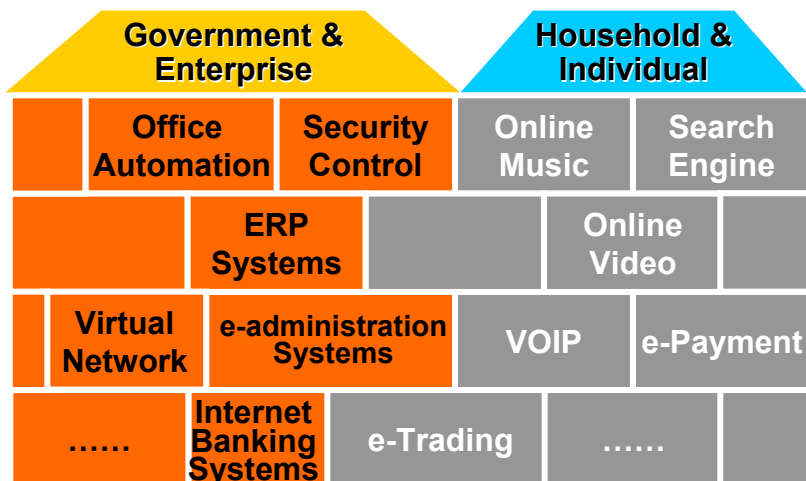 Government &
Enterprise
Household &
Individual
Office
Automation
Security
Control
Online
Music
Search
Engine
ERP
Systems
Online
Video
Virtual
Network
e-administration
Systems
VOIP
e-Payment
......
Internet
Banking
Systems
e-Trading
......